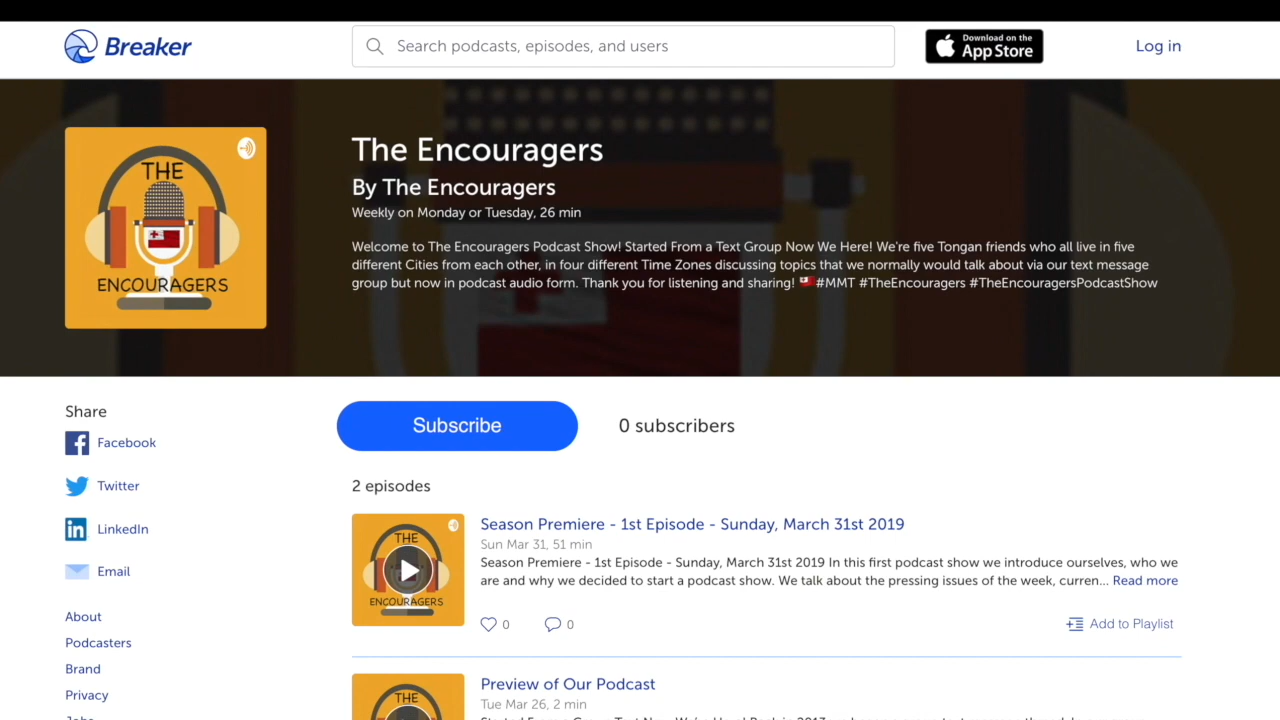 Breaker
Search podcasts, episodes, and users
Download on the
App Store
Log in
THE
ENCOURAGERS
The Encouragers
By The Encouragers
Weekly on Monday or Tuesday, 26 min
Welcome to The Encouragers Podcast Show! Started From a Text Group Now We Here! We're five Tongan friends who all live in five
different Cities from each other, in four different Time Zones discussing topics that we normally would talk about via our text message
group but now in podcast audio form. Thank you for listening and sharing! 🇹🇴#MMT #TheEncouragers #TheEncouragersPodcastShow
Share
Facebook
Twitter
LinkedIn
Email
About
Podcasters
Brand
Privacy
Jobs
Subscribe
0 subscribers
2 episodes
THE
ENCOURAGERS
Season Premiere - 1st Episode - Sunday, March 31st 2019
Sun Mar 31, 51 min
Season Premiere - 1st Episode - Sunday, March 31st 2019 In this first podcast show we introduce ourselves, who we
are and why we decided to start a podcast show. We talk about the pressing issues of the week, curren... Read more
0
0
Add to Playlist
THE
Preview of Our Podcast
Tue Mar 26, 2 min